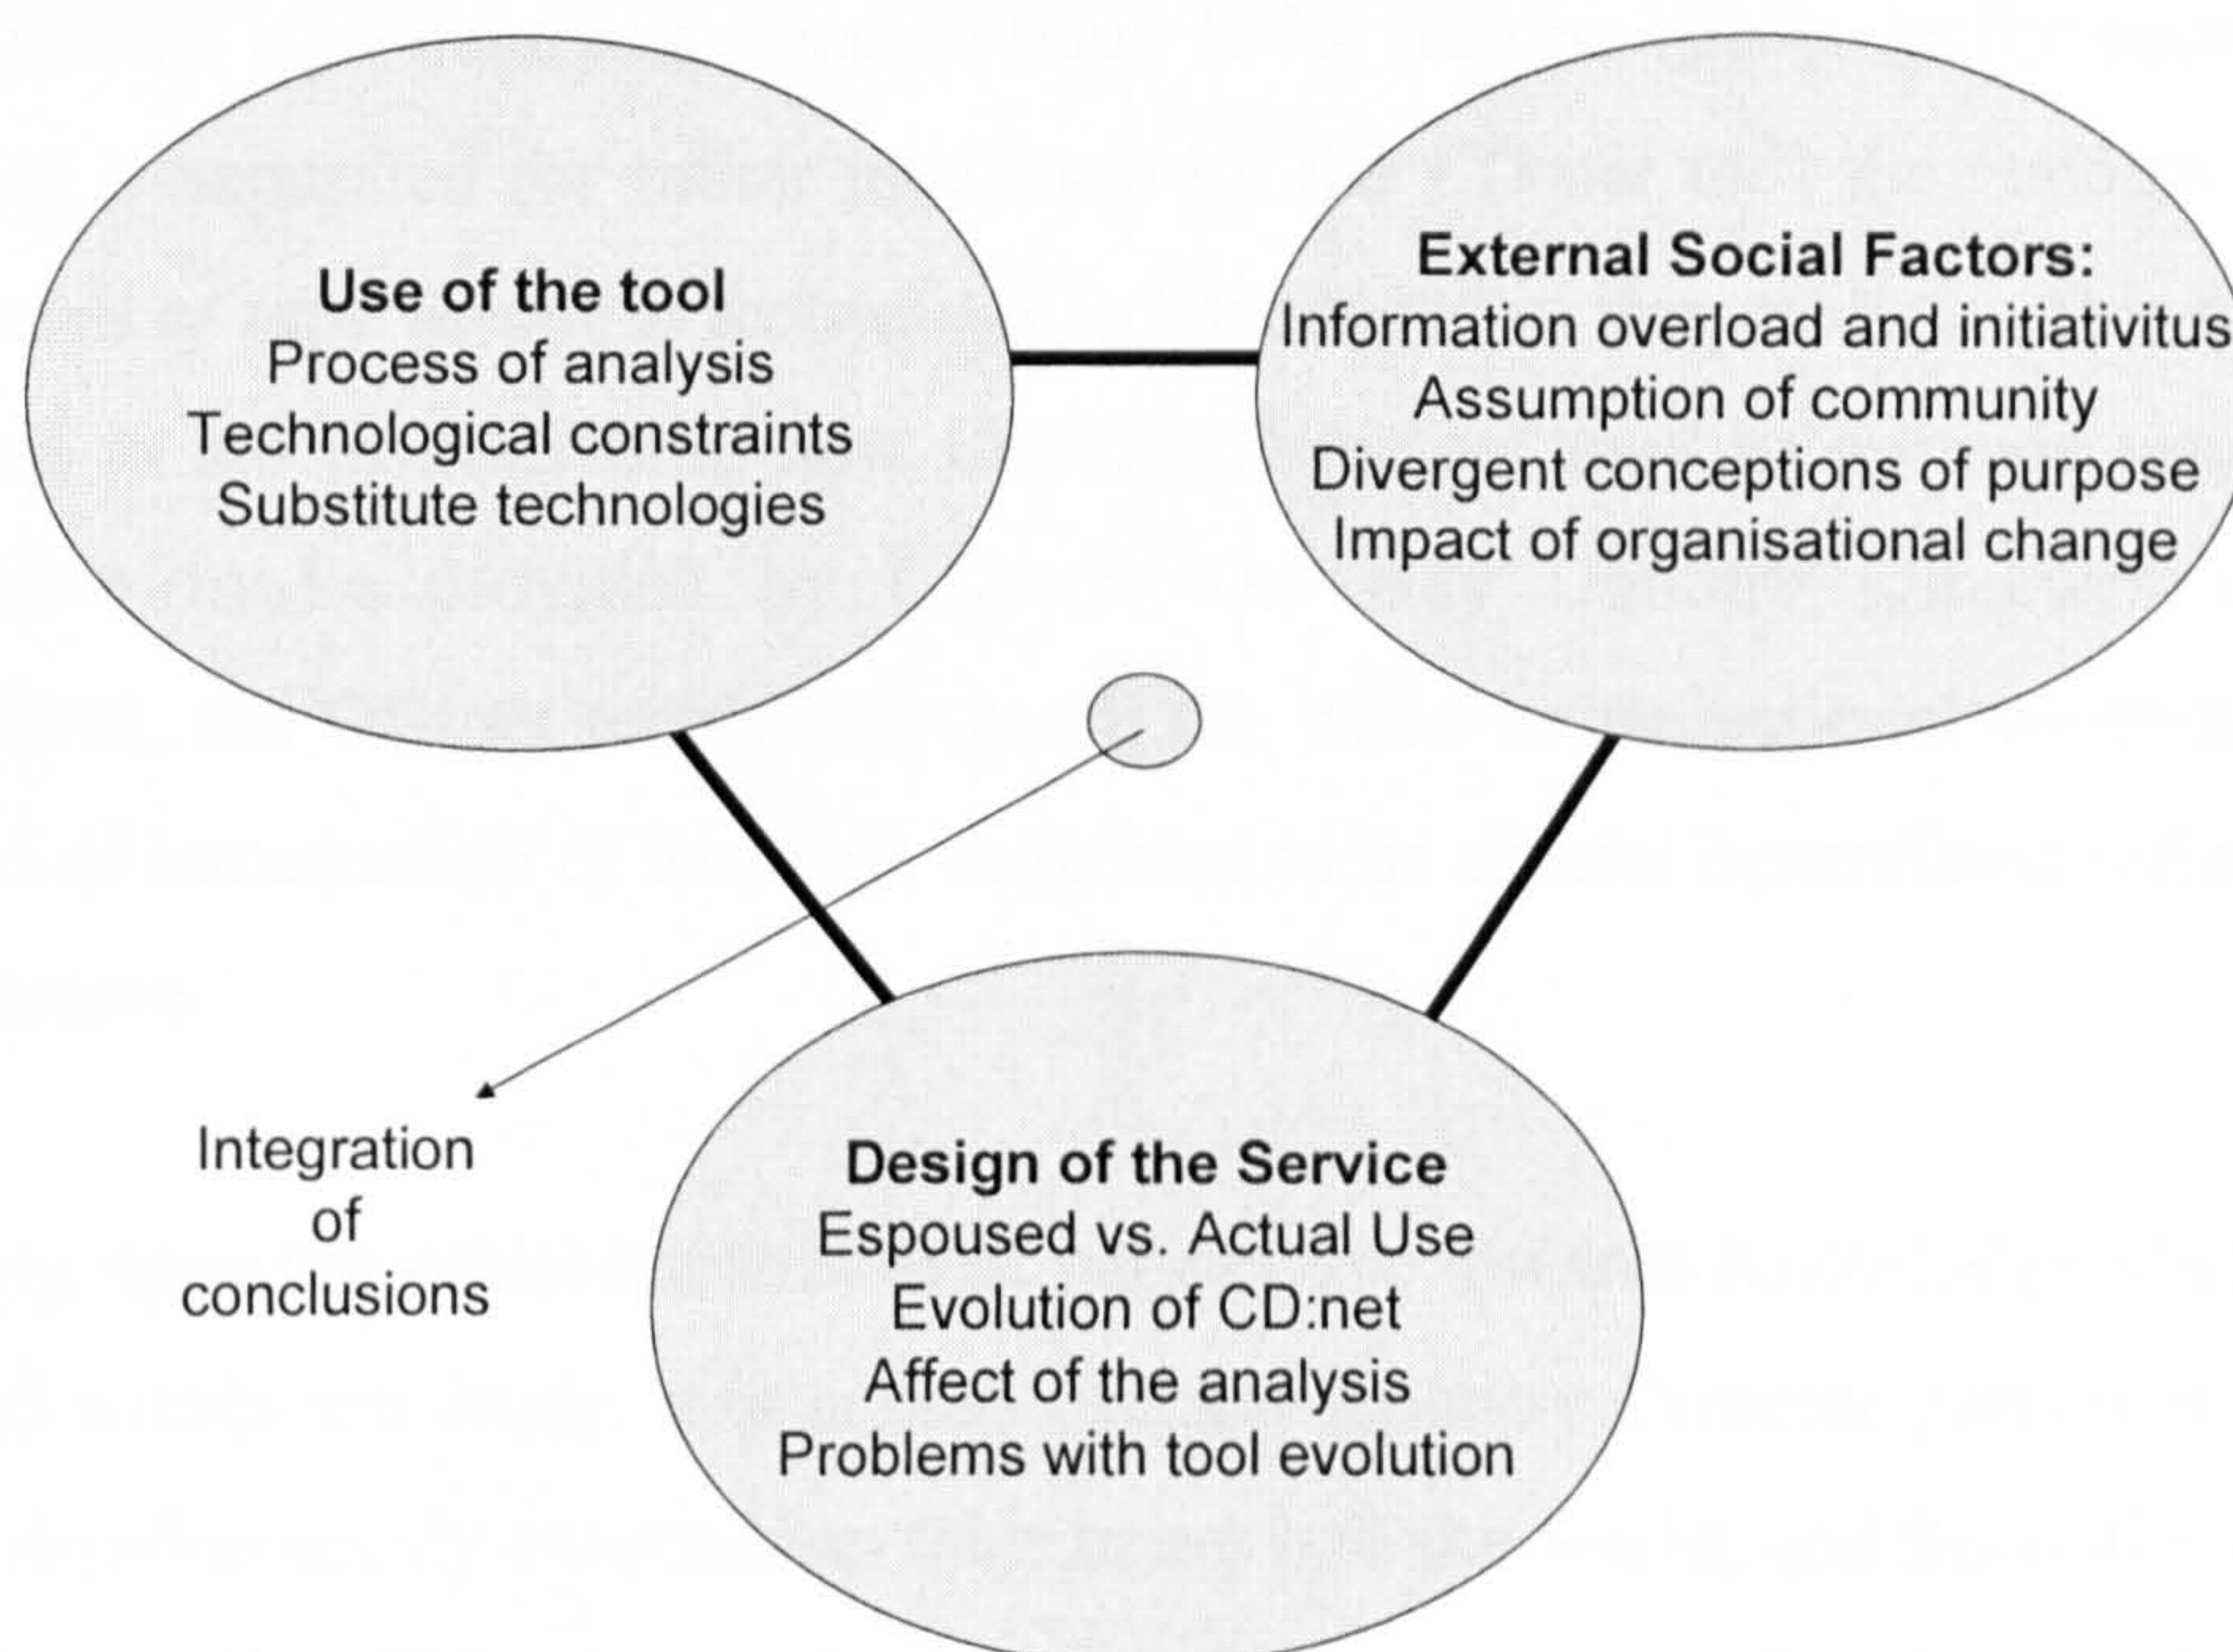 Use of the tool
Process of analysis
Technological constraints
Substitute technologies
External Social Factors:
Information overload and initiativitus
Assumption of community
Divergent conceptions of purpose
Impact of organisational change
Integration
of
conclusions
Design of the Service
Espoused vs. Actual Use
Evolution of CD:net
Affect of the analysis
Problems with tool evolution